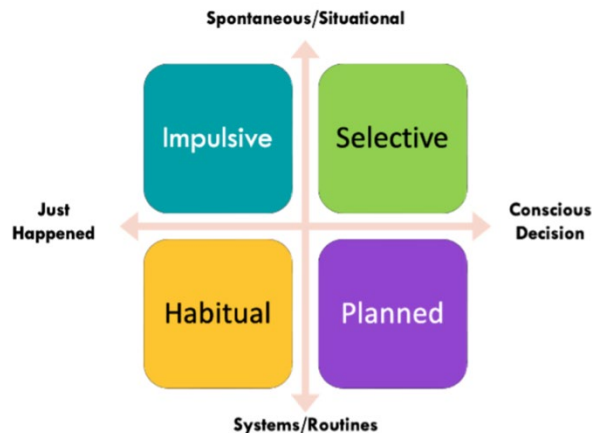 Spontaneous/Situational
Impulsive
Selective
Just
Happened
Conscious
Decision
Habitual
Planned
Systems/Routines